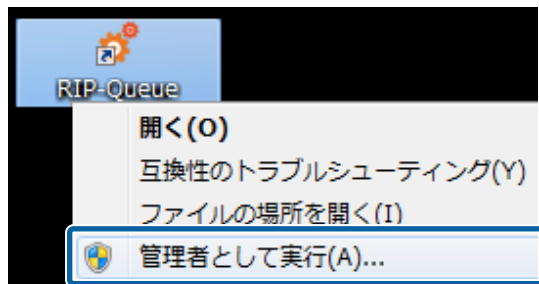 RIP-Queue
開く(O)
互換性のトラブルシューティング(Y)
ファイルの場所を開く(I)
管理者として実行(A)...